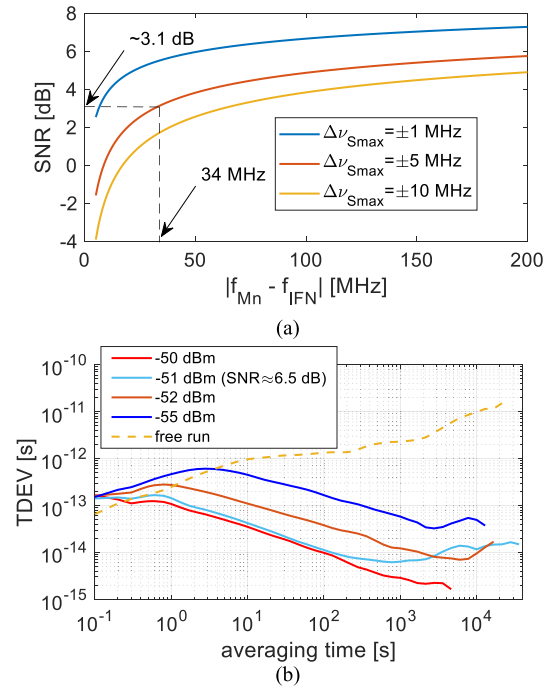 8
6
4
2
0
-2
-4
SNR [dB]
~3.1 dB
34 MHz
Δν_Smax=±1 MHz
Δν_Smax=±5 MHz
Δν_Smax=±10 MHz
0 50 100 150 200
|f_Mn - f_IFN| [MHz]
(a)
-50 dBm
-51 dBm (SNR≈6.5 dB)
-52 dBm
-55 dBm
free run
10^-10
10^-11
10^-12
10^-13
10^-14
10^-15
TDEV [s]
10^-1 10^0 10^1 10^2 10^3 10^4
averaging time [s]
(b)